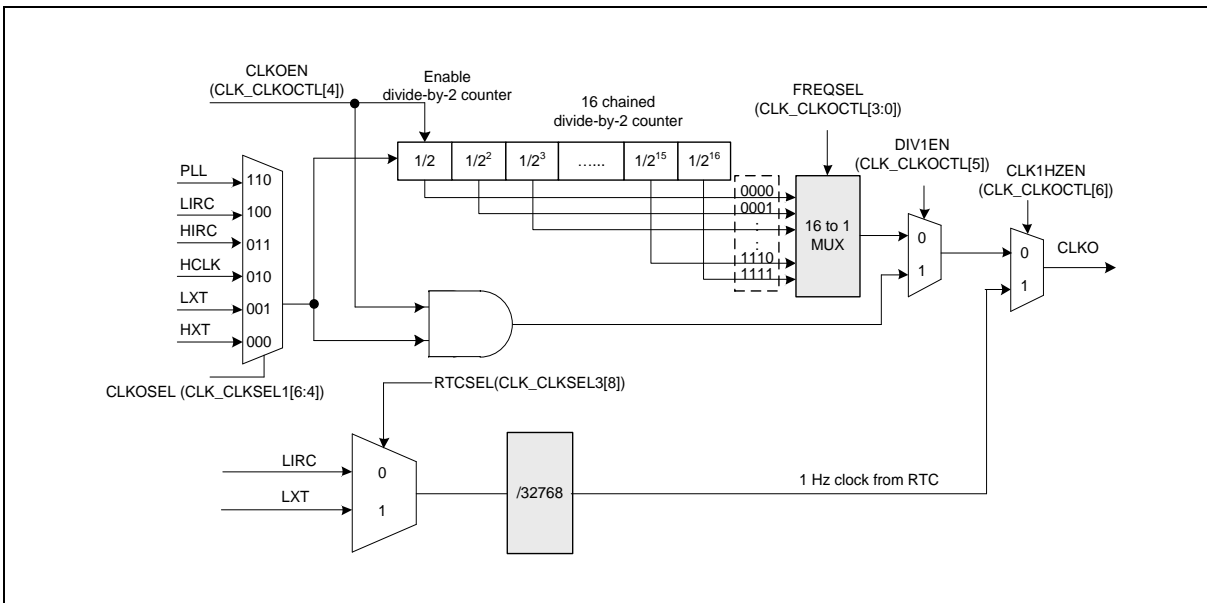 CLKOEN
(CLK_CLKOCTL[4])
Enable
divide-by-2 counter
16 chained
divide-by-2 counter
FREQSEL
(CLK_CLKOCTL[3:0])
DIV1EN
(CLK_CLKOCTL[5])
CLK1HZEN
(CLK_CLKOCTL[6])
1/2
1/2²
1/2³
......
1/2¹⁵
1/2¹⁶
PLL
110
LIRC
100
HIRC
011
HCLK
010
LXT
001
HXT
000
CLKOSEL (CLK_CLKSEL1[6:4])
0000
0001
:
:
1110
1111
16 to 1
MUX
0
1
0
1
CLKO
RTCSEL(CLK_CLKSEL3[8])
LIRC
LXT
0
1
/32768
1 Hz clock from RTC